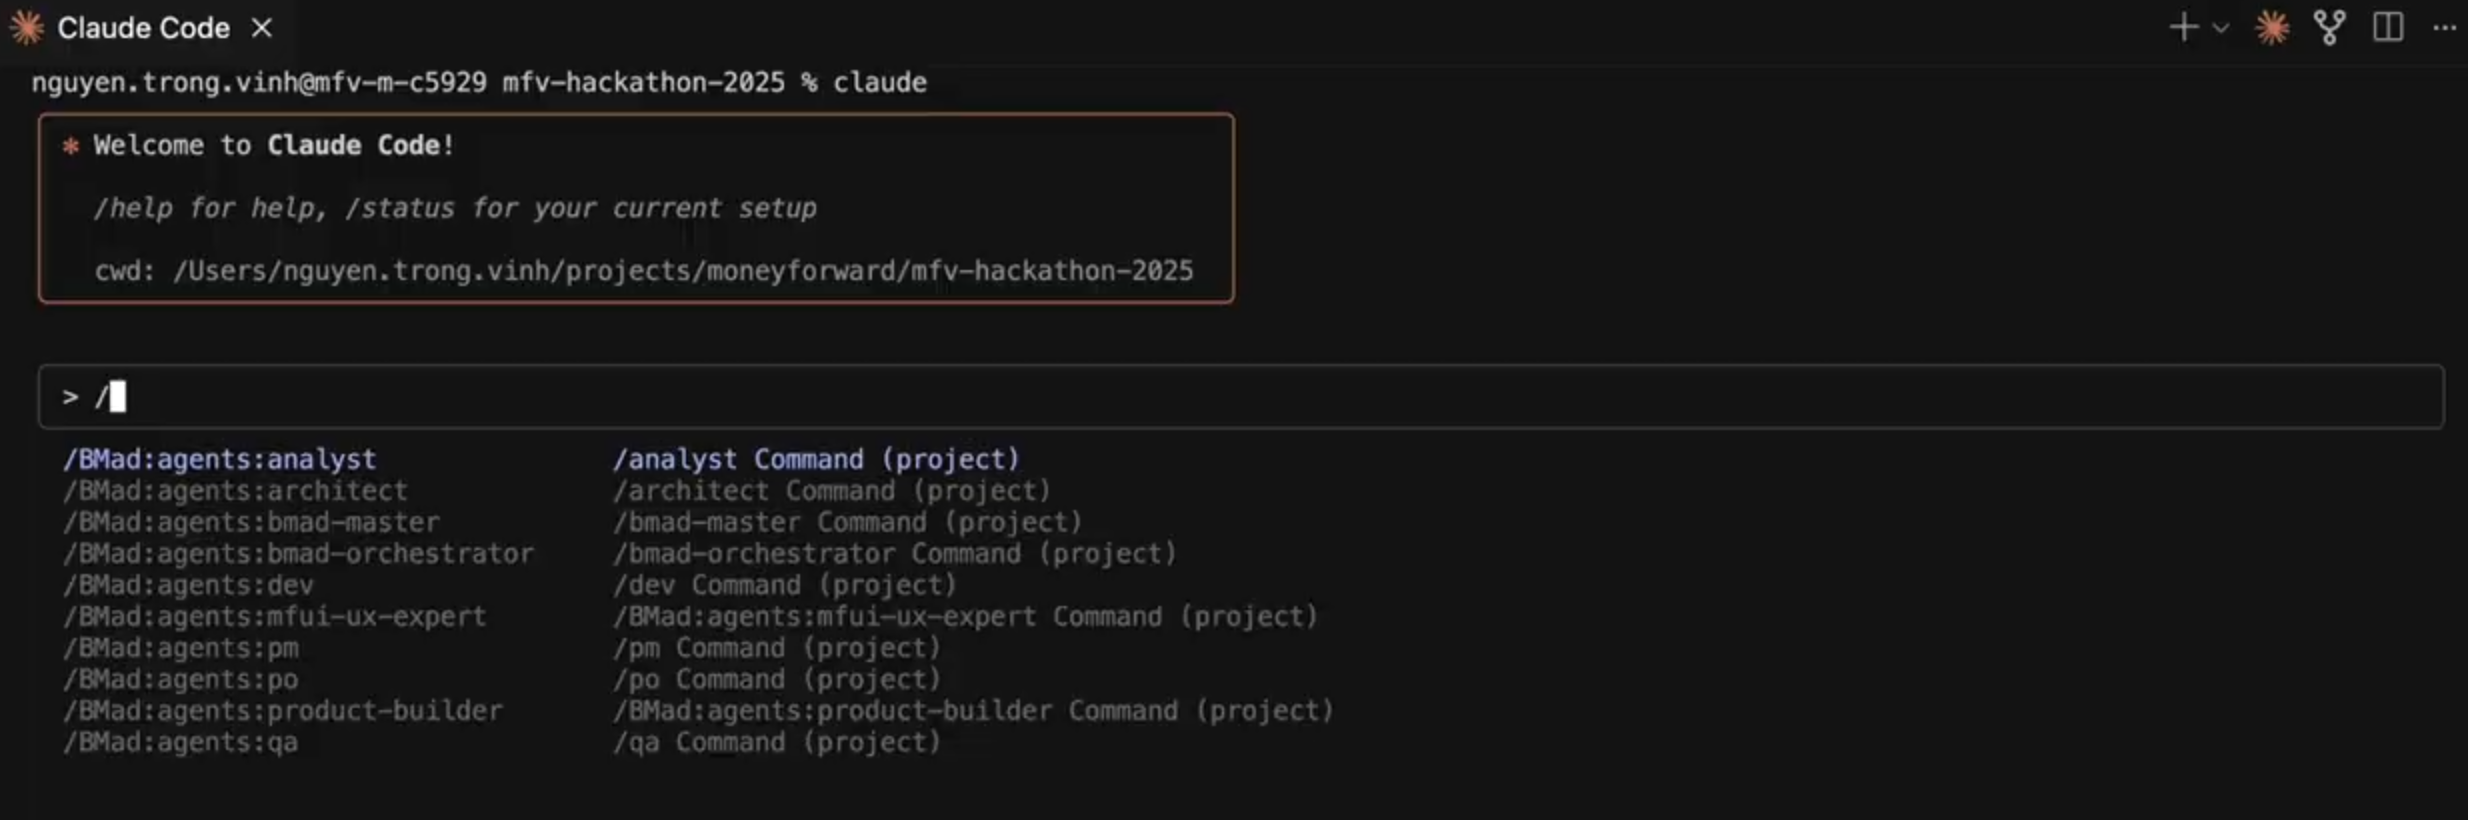 Claude Code
nguyen.trong.vinh@mfv-m-c5929 mfv-hackathon-2025 % claude
* Welcome to Claude Code!
/help for help, /status for your current setup
cwd: /Users/nguyen.trong.vinh/projects/moneyforward/mfv-hackathon-2025
> /
/BMad:agents:analyst /analyst Command (project)
/BMad:agents:architect /architect Command (project)
/BMad:agents:bmad-master /bmad-master Command (project)
/BMad:agents:bmad-orchestrator /bmad-orchestrator Command (project)
/BMad:agents:dev /dev Command (project)
/BMad:agents:mfui-ux-expert /BMad:agents:mfui-ux-expert Command (project)
/BMad:agents:pm /pm Command (project)
/BMad:agents:po /po Command (project)
/BMad:agents:product-builder /BMad:agents:product-builder Command (project)
/BMad:agents:qa /qa Command (project)